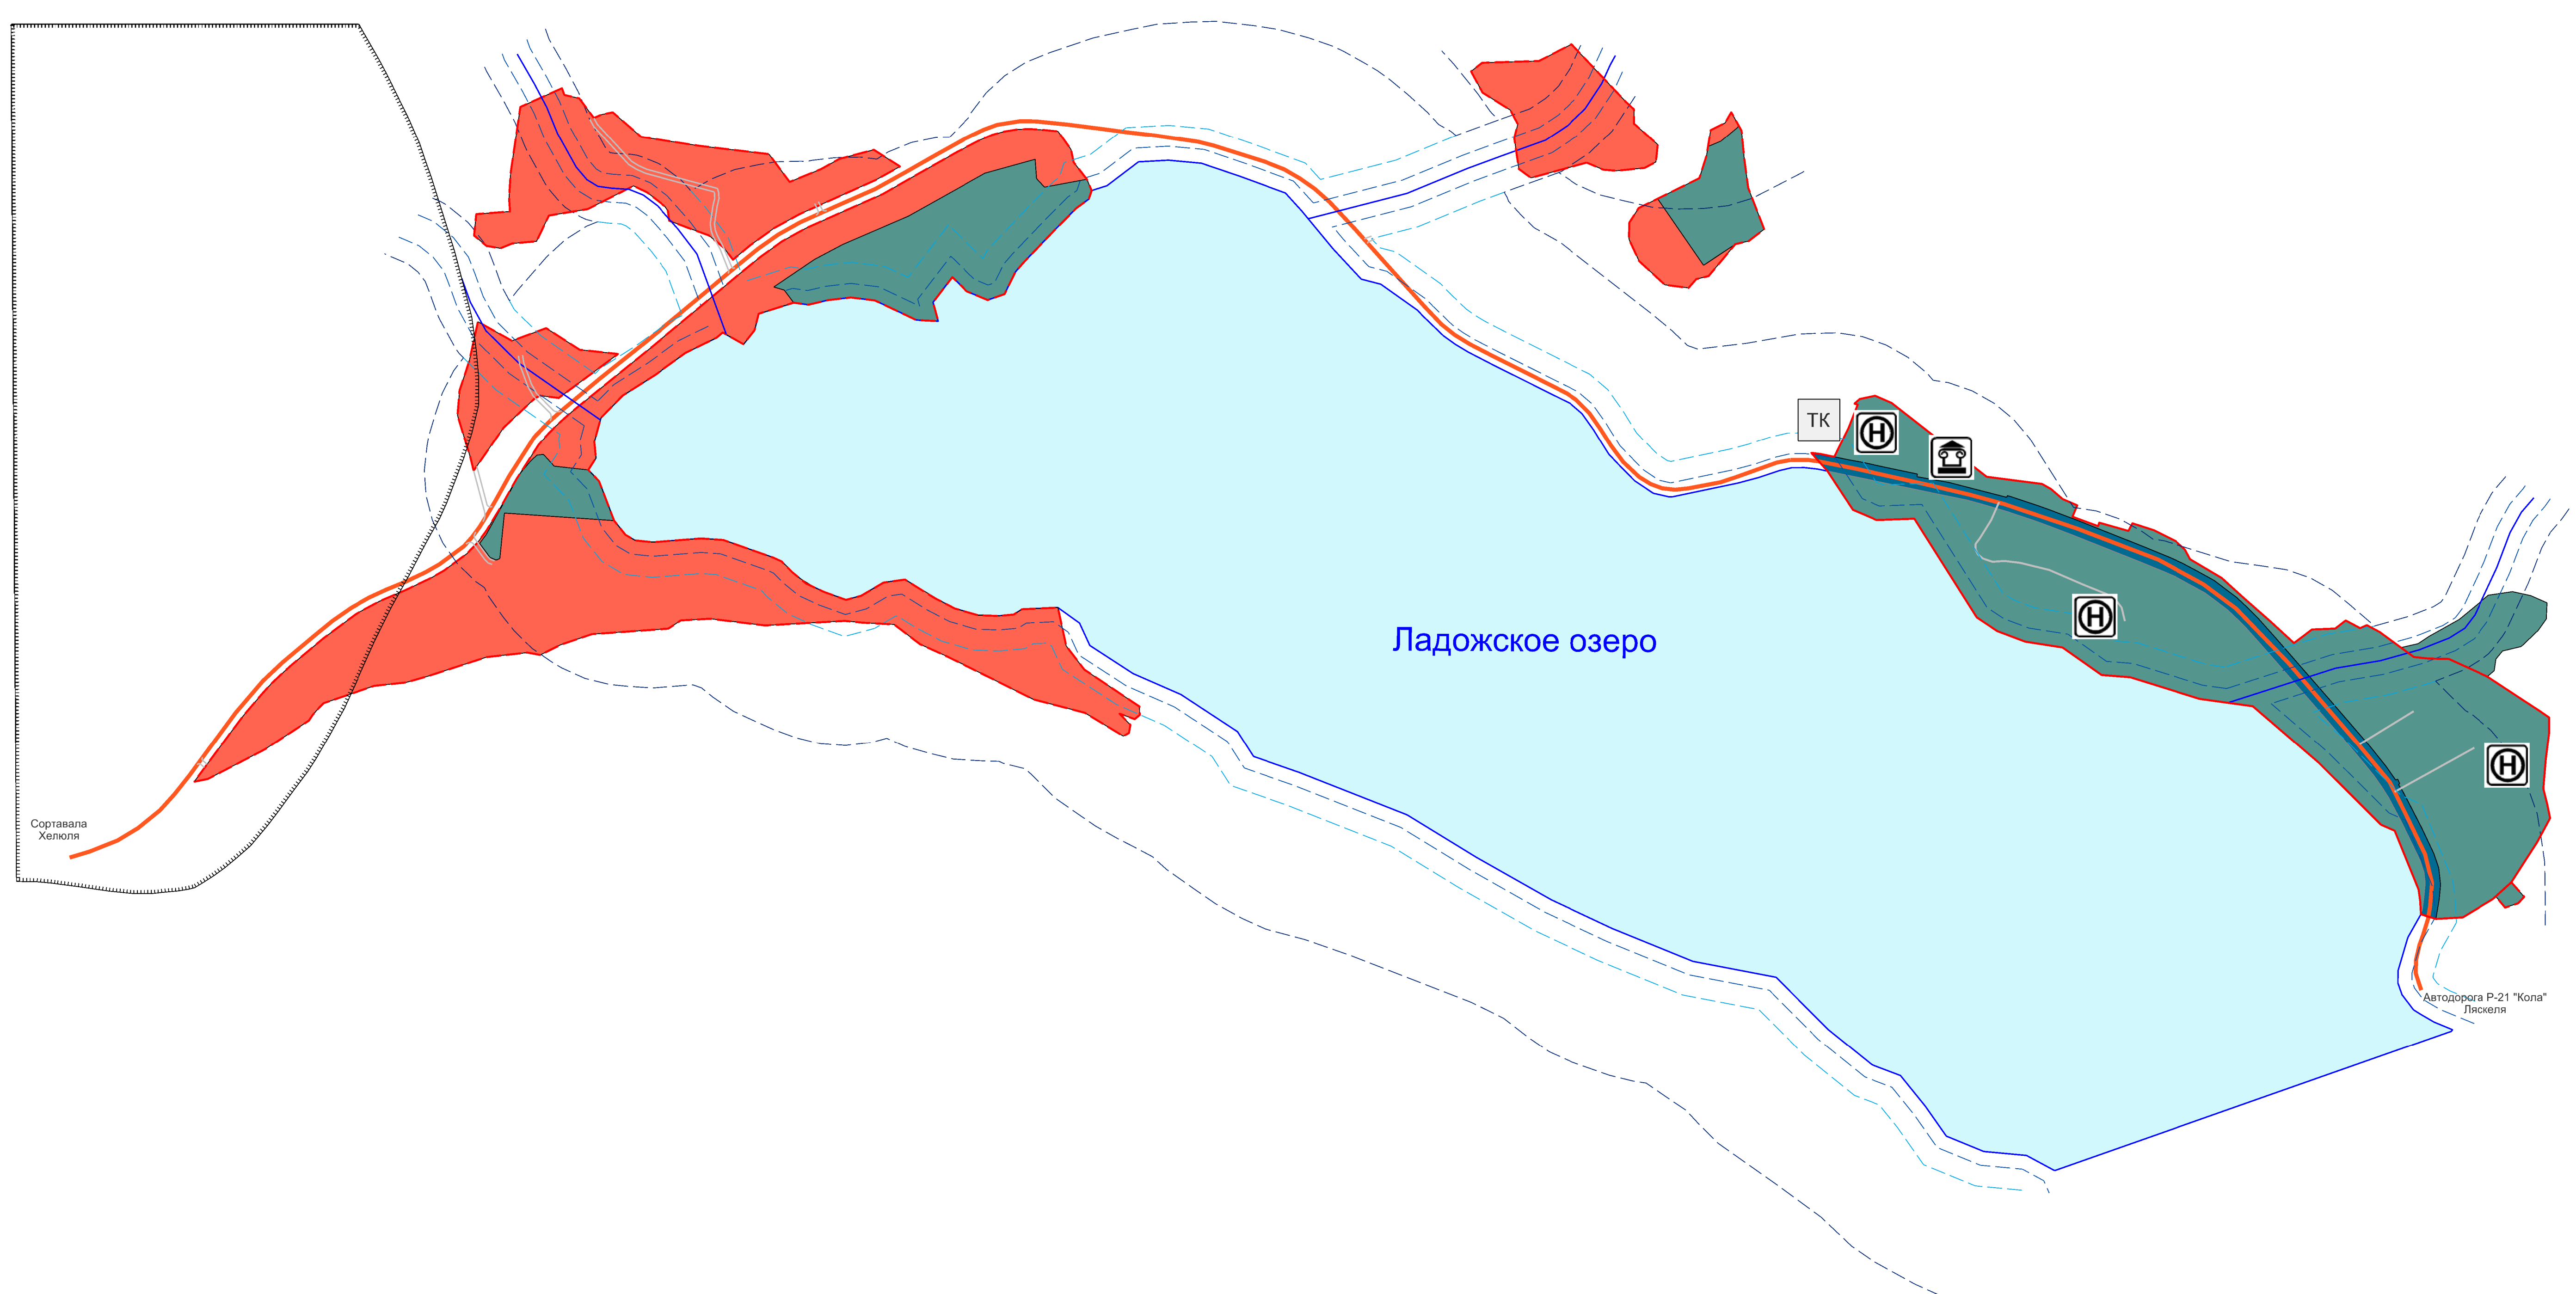 ТК
Н
Н
Ладожское озеро
Н
Сортавала
Хелюля
Автодорога Р-21 "Кола"
Ляскеля